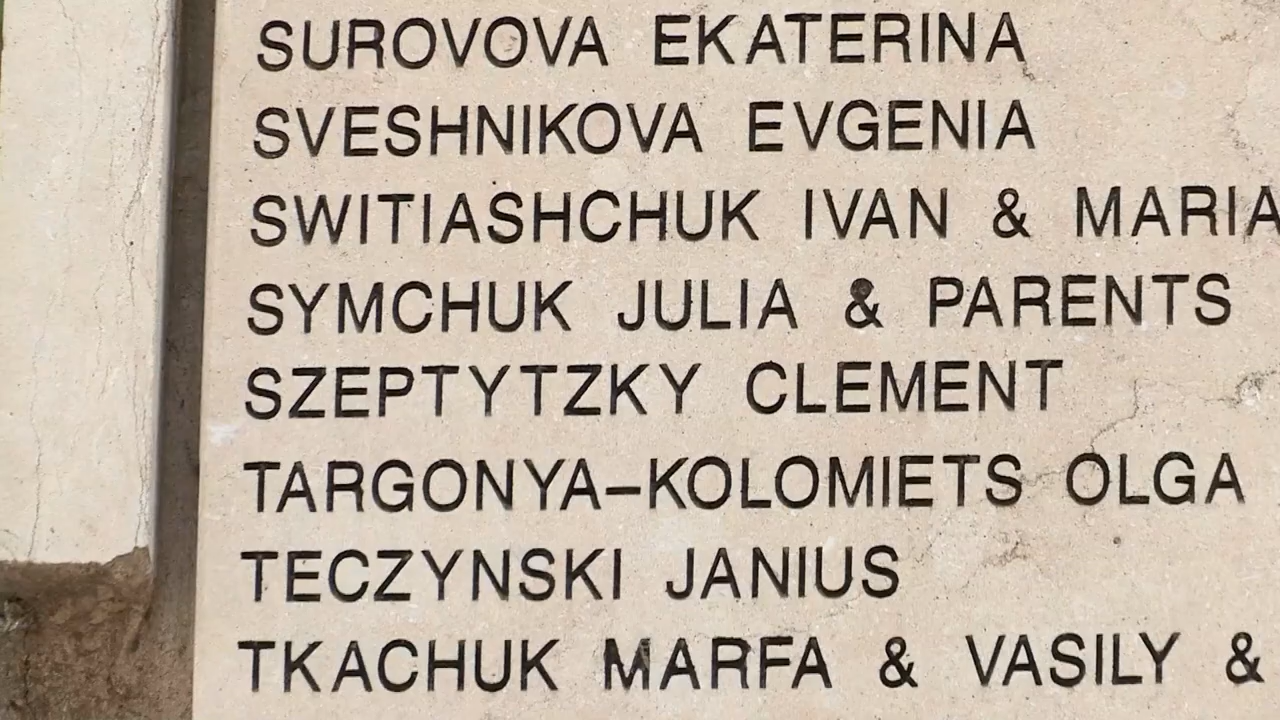 SUROVOVA EKATERINA
SVESHNIKOVA EVGENIA
SWITIASHCHUK IVAN & MARIA
SYMCHUK JULIA & PARENTS
SZEPTYTZKY CLEMENT
TARGONYA–KOLOMIETS OLGA
TECZYNSKI JANIUS
TKACHUK MARFA & VASILY &